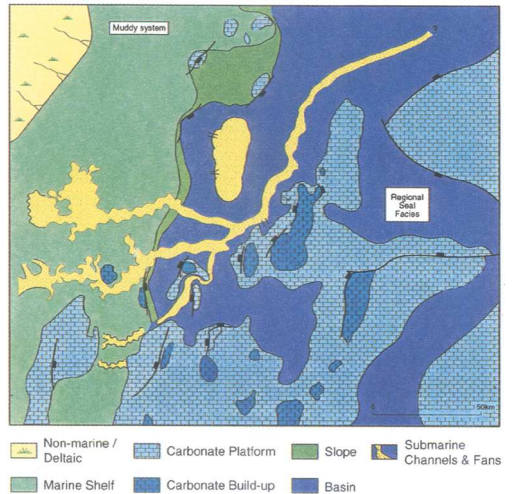 Muddy system
?
Regional
Seal
Facies
50km
Non-marine /
Deltaic
Carbonate Platform
Slope
Submarine
Channels & Fans
Marine Shelf
Carbonate Build-up
Basin